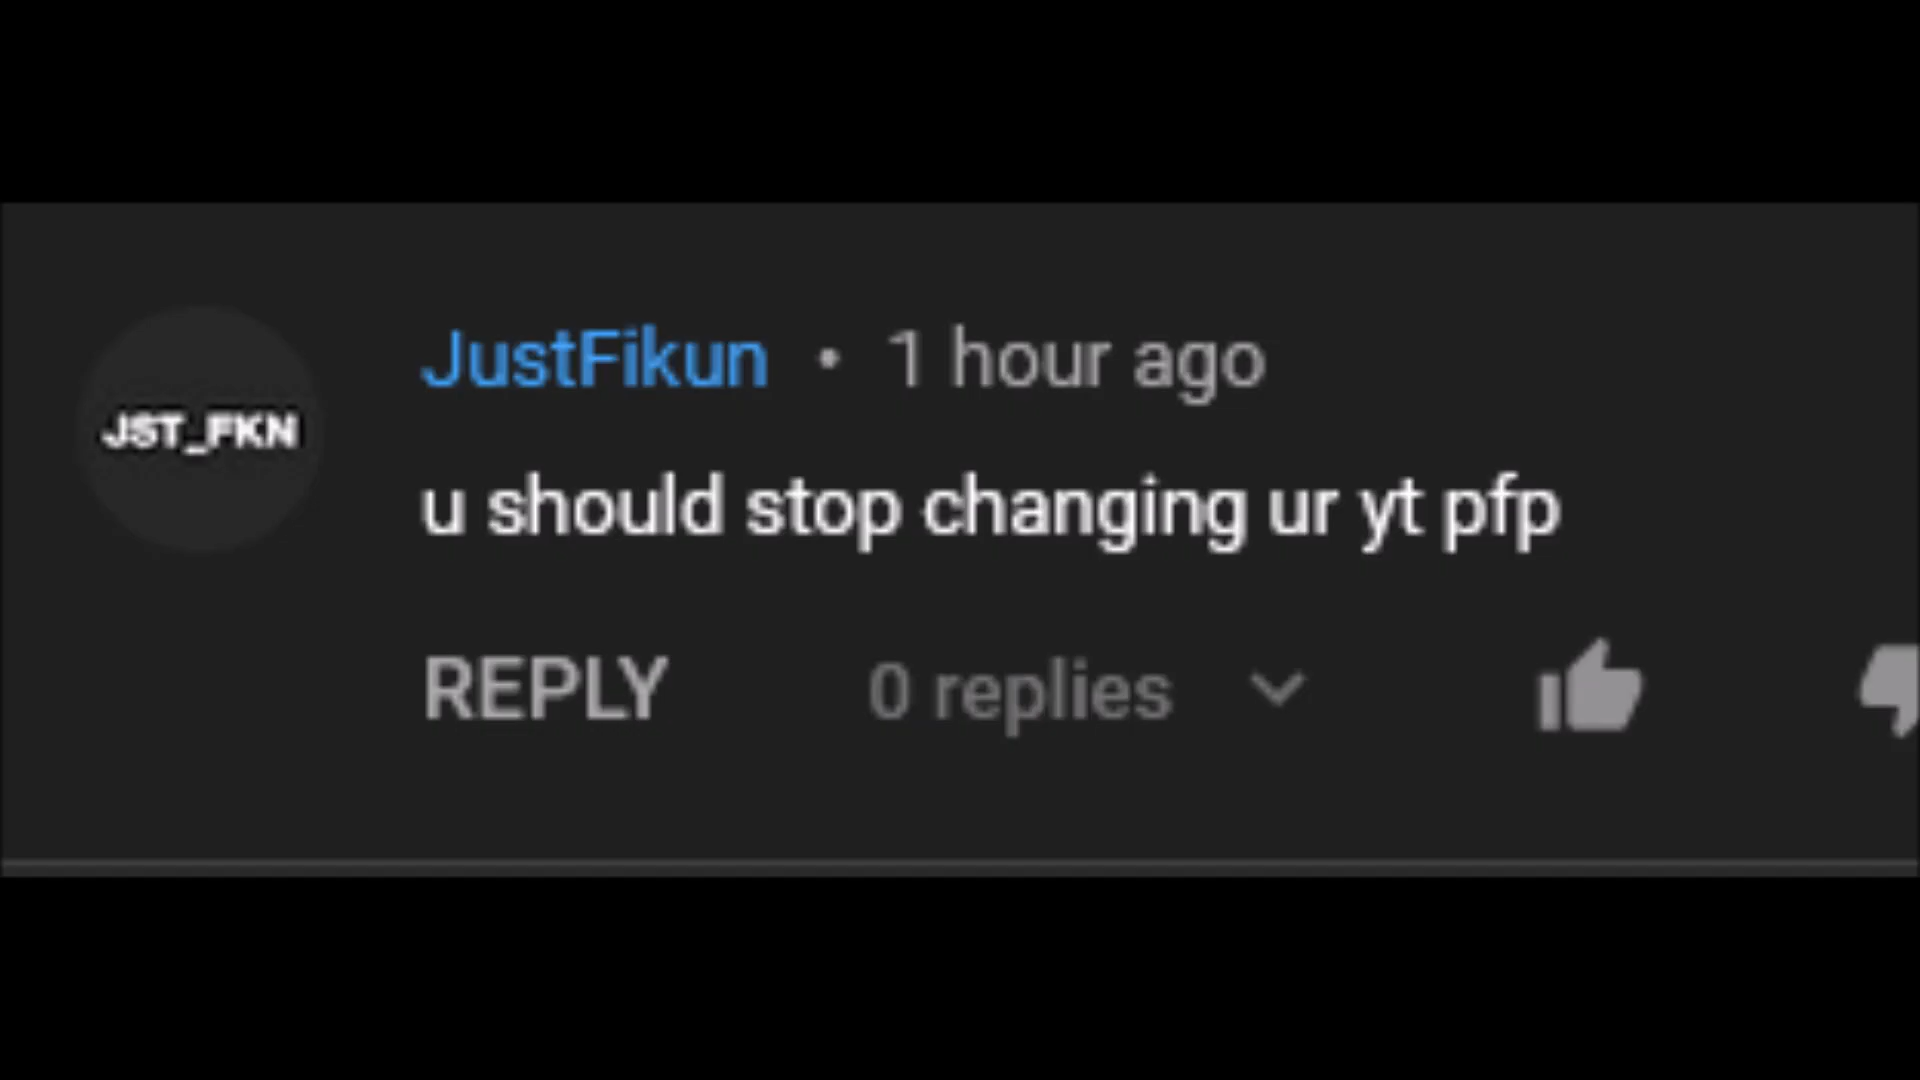 JST_FKN
JustFikun • 1 hour ago
u should stop changing ur yt pfp
REPLY 0 replies